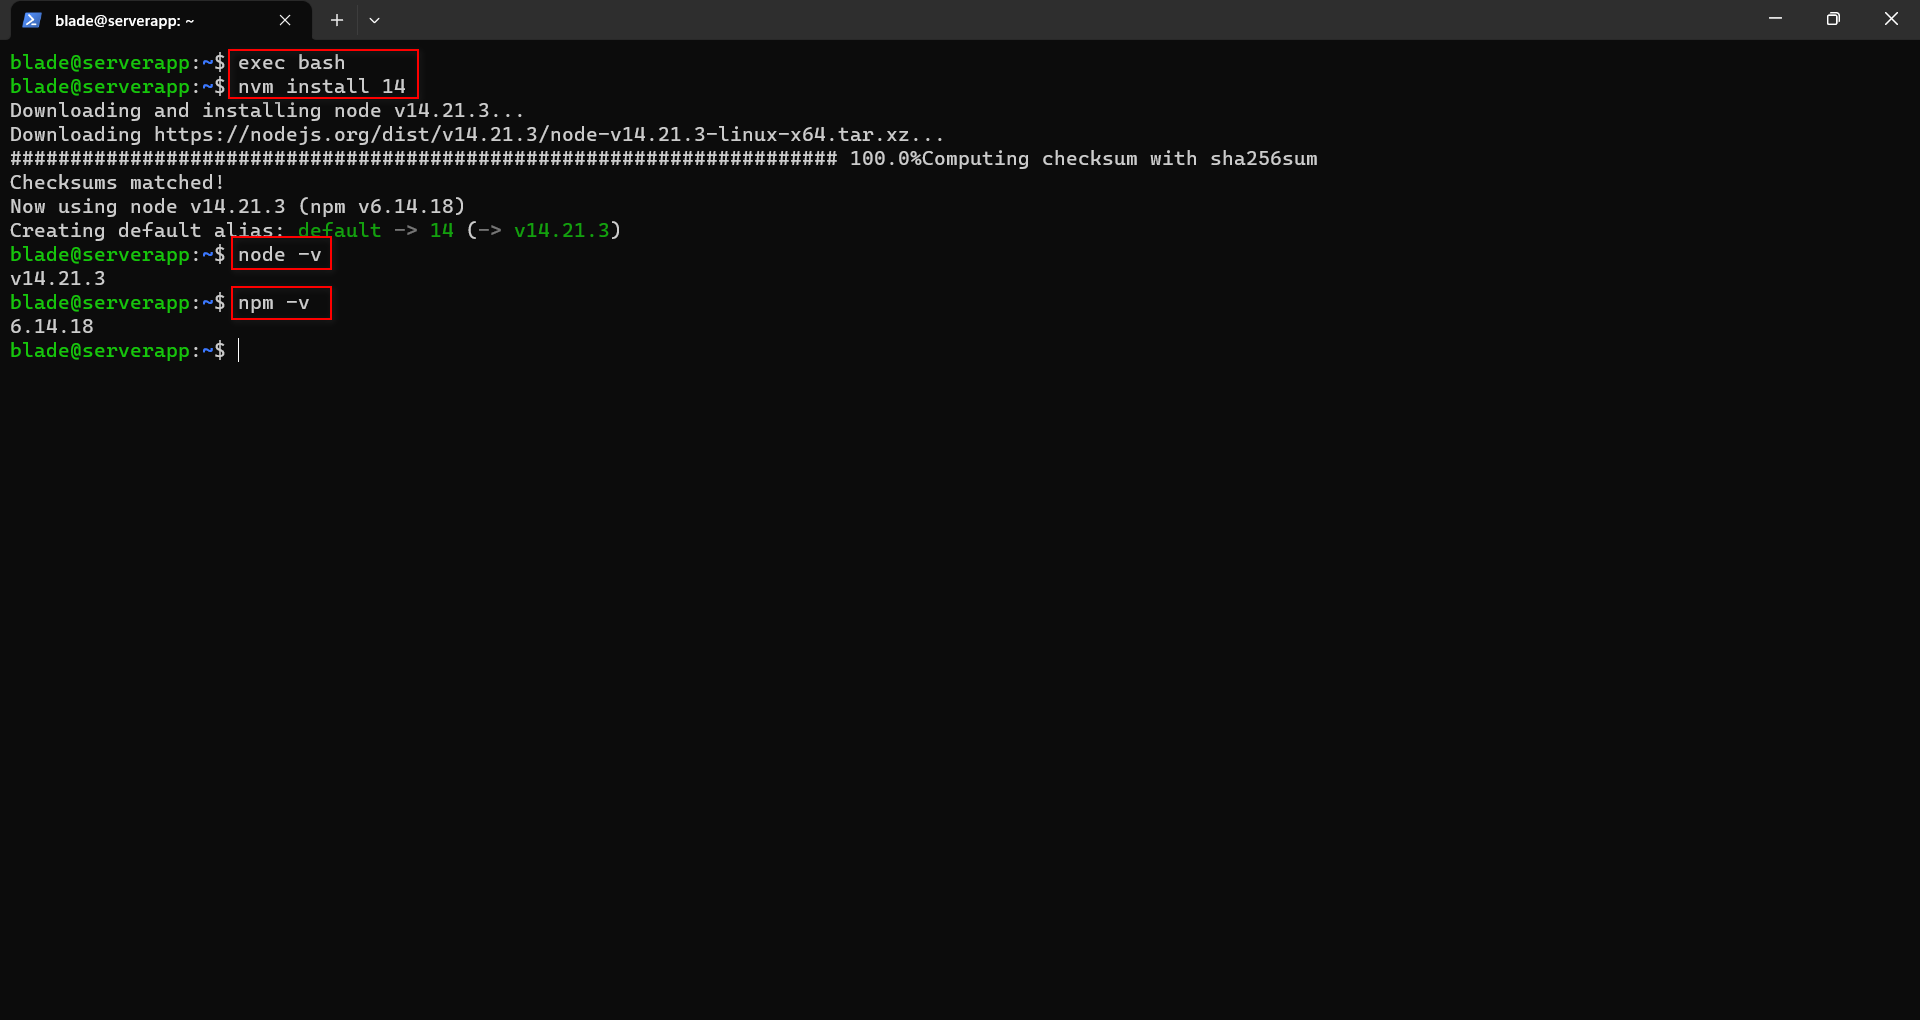 blade@serverapp: ~
blade@serverapp:~$ exec bash
blade@serverapp:~$ nvm install 14
Downloading and installing node v14.21.3...
Downloading https://nodejs.org/dist/v14.21.3/node-v14.21.3-linux-x64.tar.xz...
##################################################################### 100.0%Computing checksum with sha256sum
Checksums matched!
Now using node v14.21.3 (npm v6.14.18)
Creating default alias: default -> 14 (-> v14.21.3)
blade@serverapp:~$ node -v
v14.21.3
blade@serverapp:~$ npm -v
6.14.18
blade@serverapp:~$